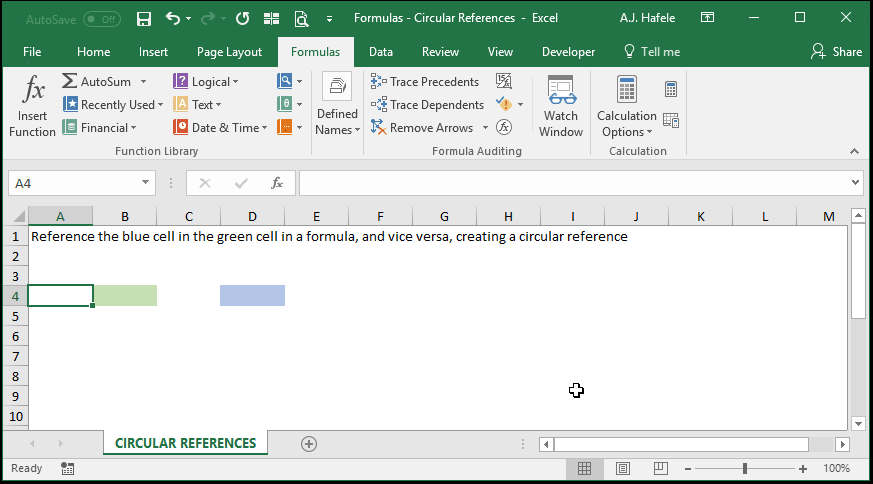 AutoSave Off Formulas - Circular References - Excel A.J. Hafele
File Home Insert Page Layout Formulas Data Review View Developer Tell me Share
fx Σ AutoSum ? Logical Trace Precedents
Recently Used A Text θ Trace Dependents
Insert Function Financial Date & Time Defined Names Remove Arrows fx Watch Window Calculation Options
Function Library Formula Auditing Calculation
A4 fx
A B C D E F G H I J K L M
1 Reference the blue cell in the green cell in a formula, and vice versa, creating a circular reference
2
3
4
5
6
7
8
9
10
CIRCULAR REFERENCES
Ready 100%